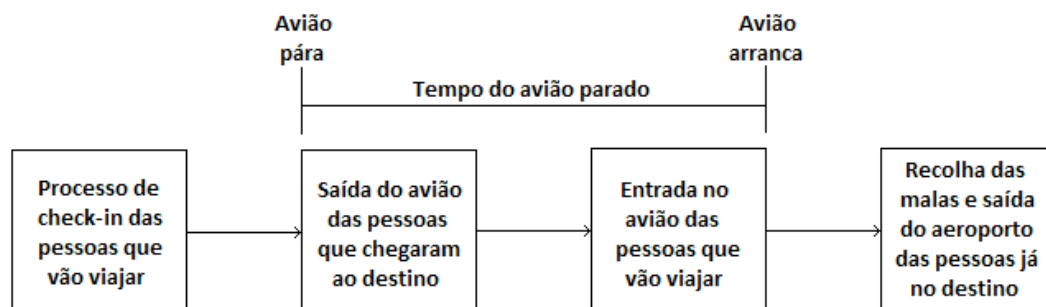 Avião
pára
Avião
arranca
Tempo do avião parado
Processo de
check-in das
pessoas que
vão viajar
Saída do avião
das pessoas
que chegaram
ao destino
Entrada no
avião das
pessoas que
vão viajar
Recolha das
malas e saída
do aeroporto
das pessoas já
no destino